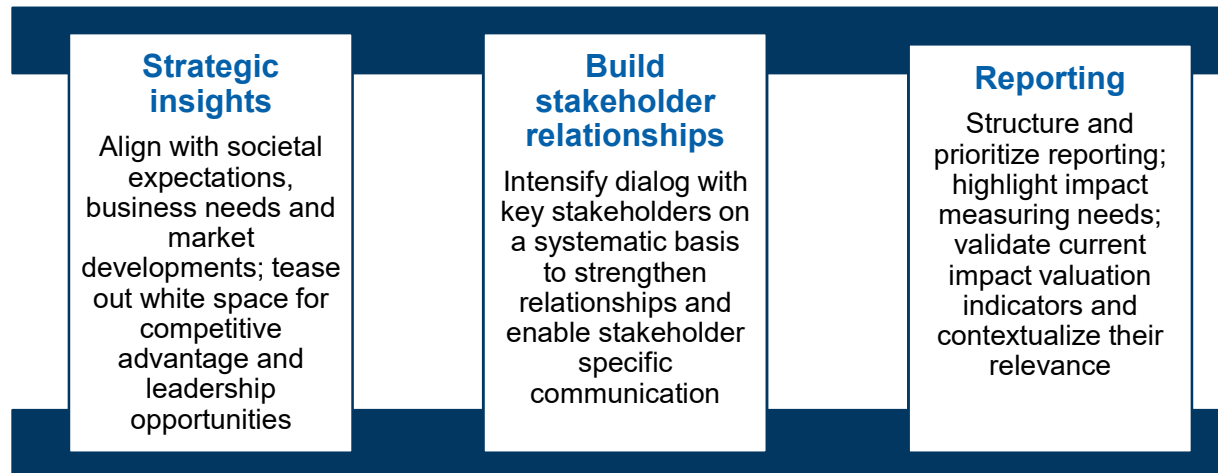 Strategic
insights
Align with societal
expectations,
business needs and
market
developments; tease
out white space for
competitive
advantage and
leadership
opportunities
Build
stakeholder
relationships
Intensify dialog with
key stakeholders on
a systematic basis
to strengthen
relationships and
enable stakeholder
specific
communication
Reporting
Structure and
prioritize reporting;
highlight impact
measuring needs;
validate current
impact valuation
indicators and
contextualize their
relevance